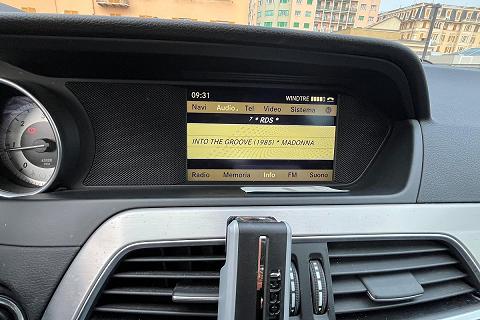 09:31 WINDTRE
Navi Audio Tel Video Sistema
7 * RDS *
INTO THE GROOVE (1985) * MADONNA
Radio Memoria Info FM Suono